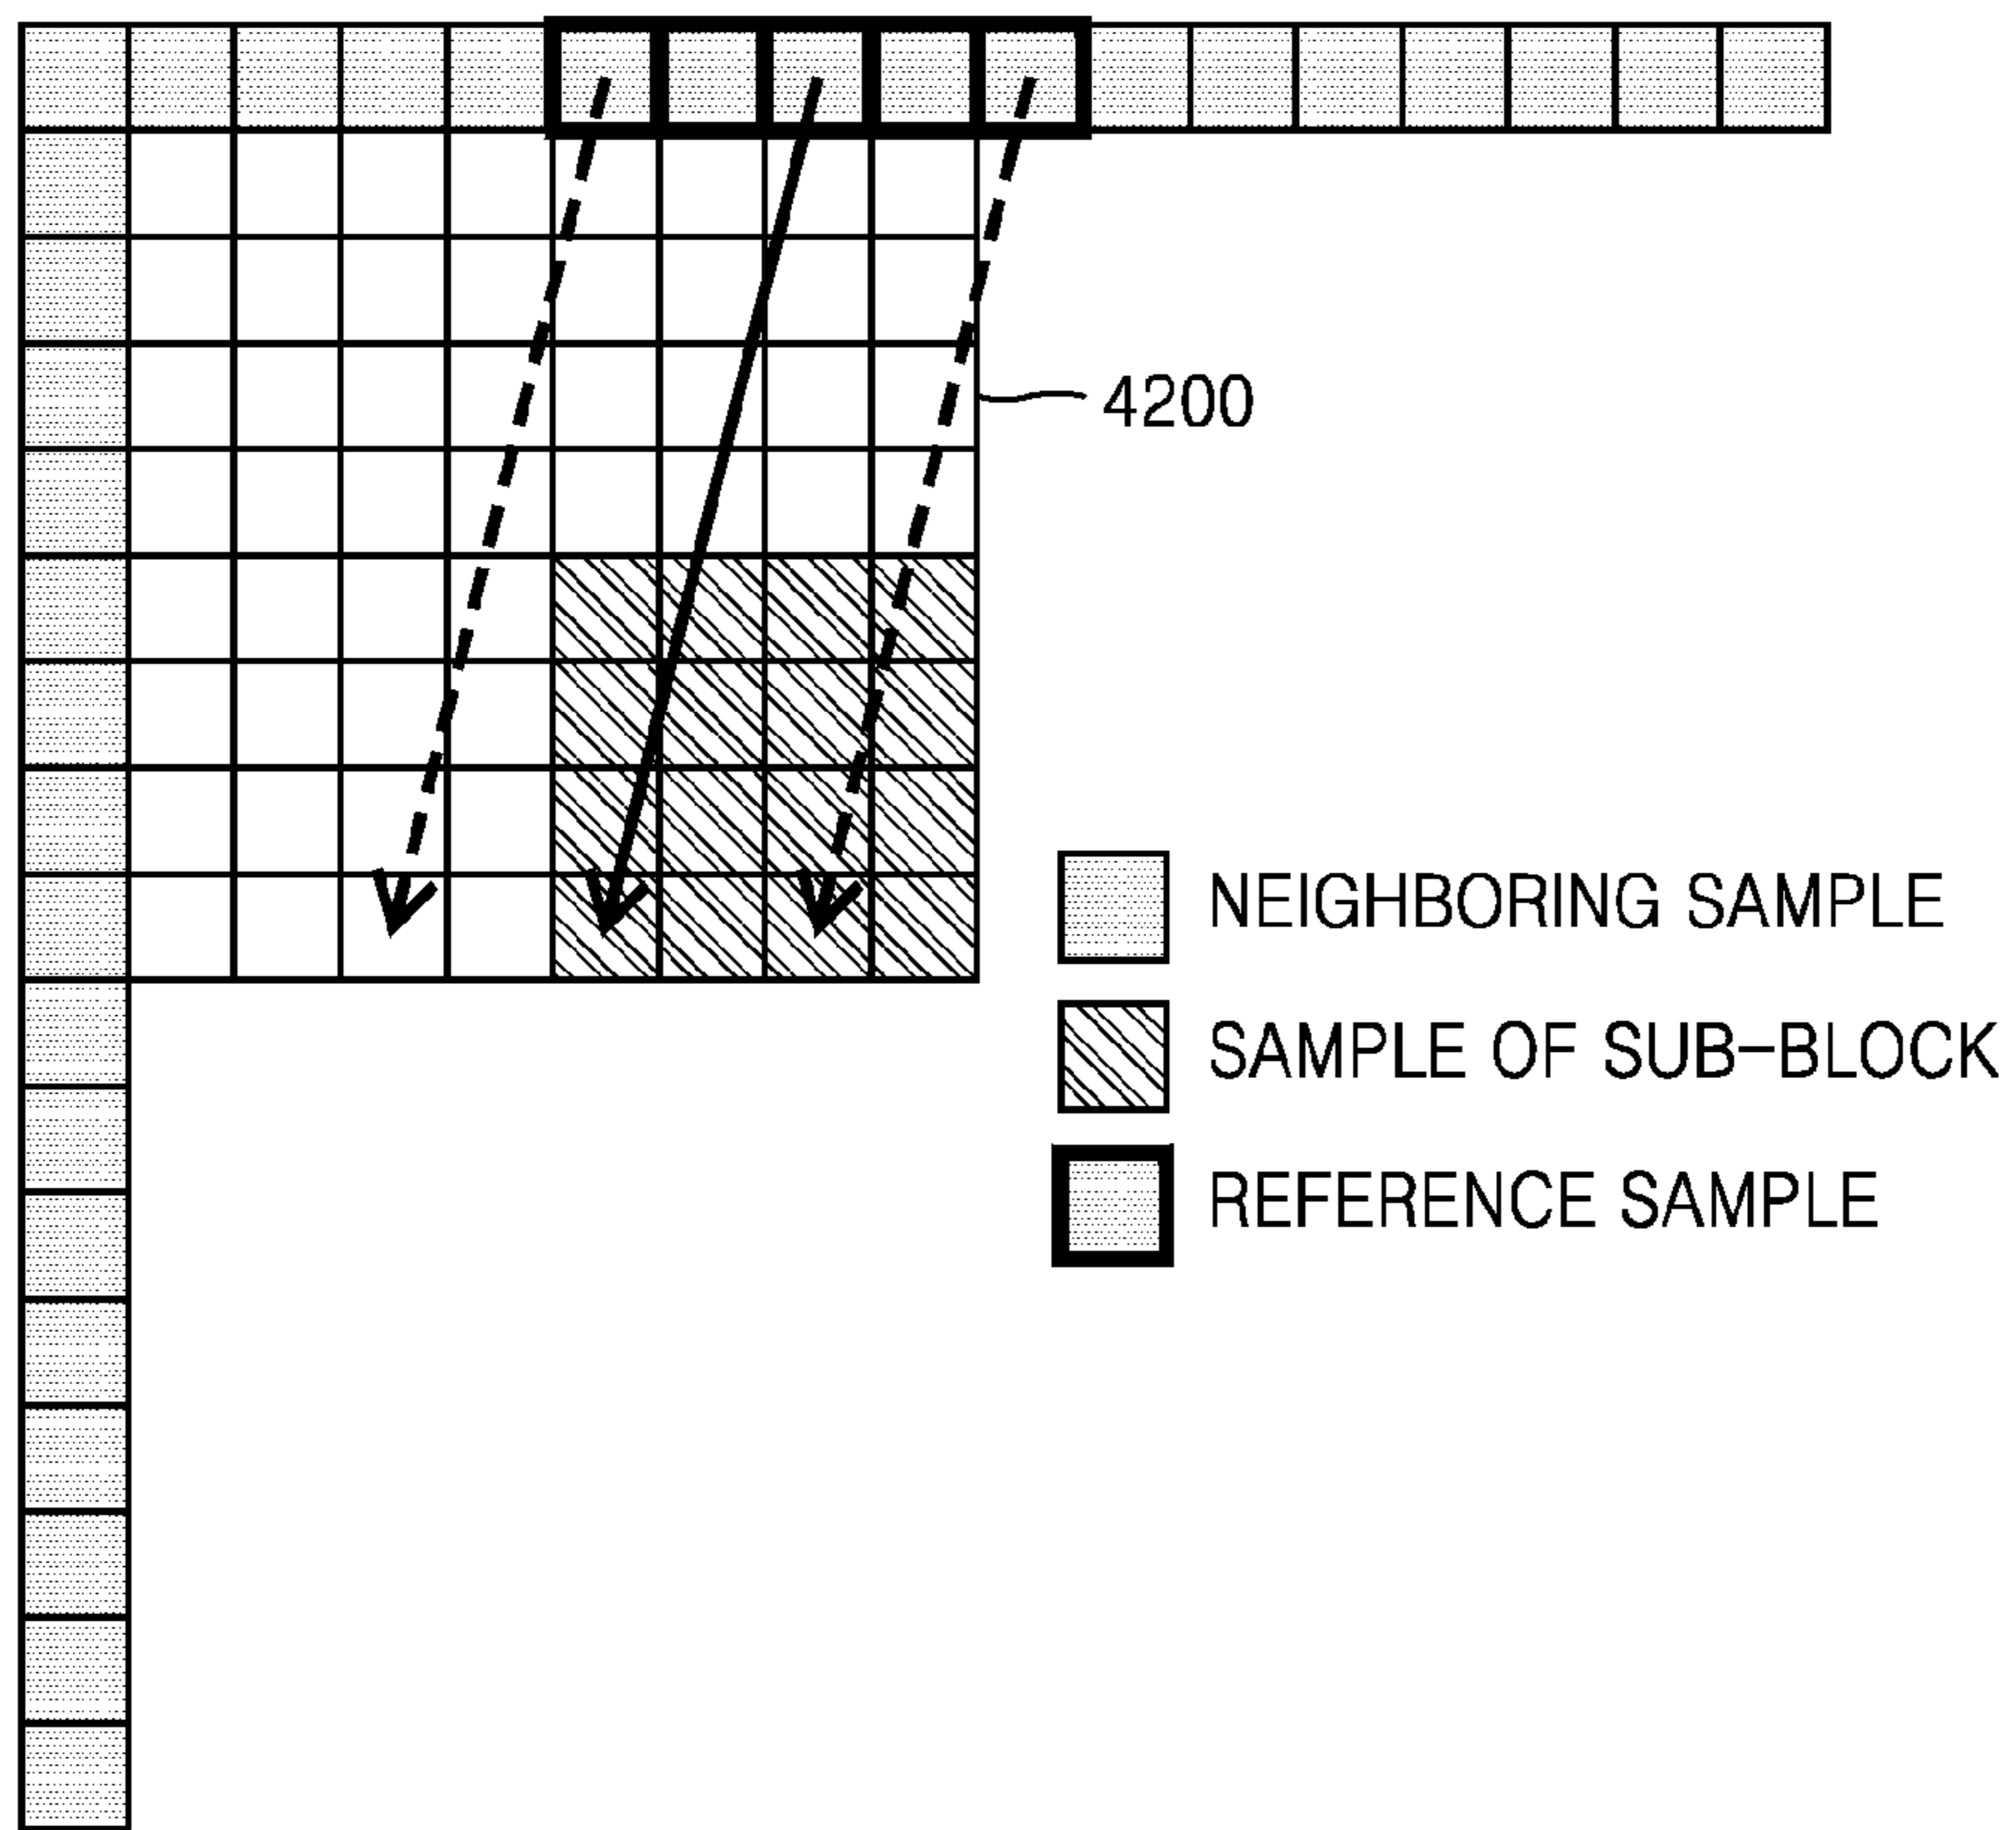 4200
NEIGHBORING SAMPLE
SAMPLE OF SUB-BLOCK
REFERENCE SAMPLE